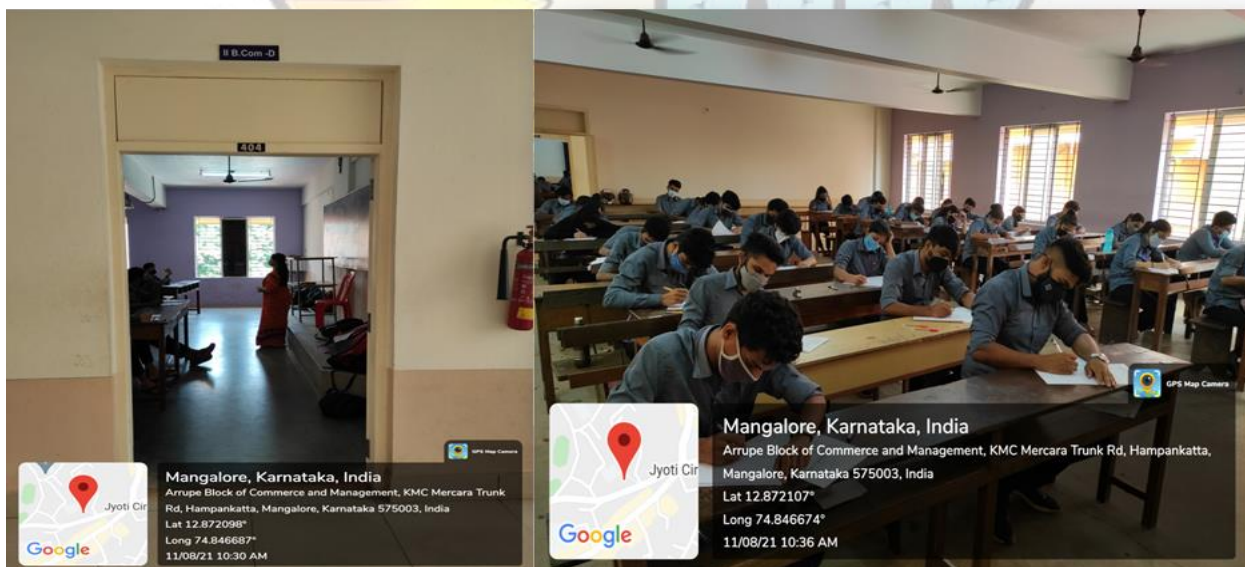 II B.Com -D
404
GPS Map Camera
Jyoti Cir
Google
Mangalore, Karnataka, India
Arrupe Block of Commerce and Management, KMC Mercara Trunk
Rd, Hampankatta, Mangalore, Karnataka 575003, India
Lat 12.872098°
Long 74.846687°
11/08/21 10:30 AM
GPS Map Camera
Jyoti Cir
Google
Mangalore, Karnataka, India
Arrupe Block of Commerce and Management, KMC Mercara Trunk Rd, Hampankatta,
Mangalore, Karnataka 575003, India
Lat 12.872107°
Long 74.846674°
11/08/21 10:36 AM